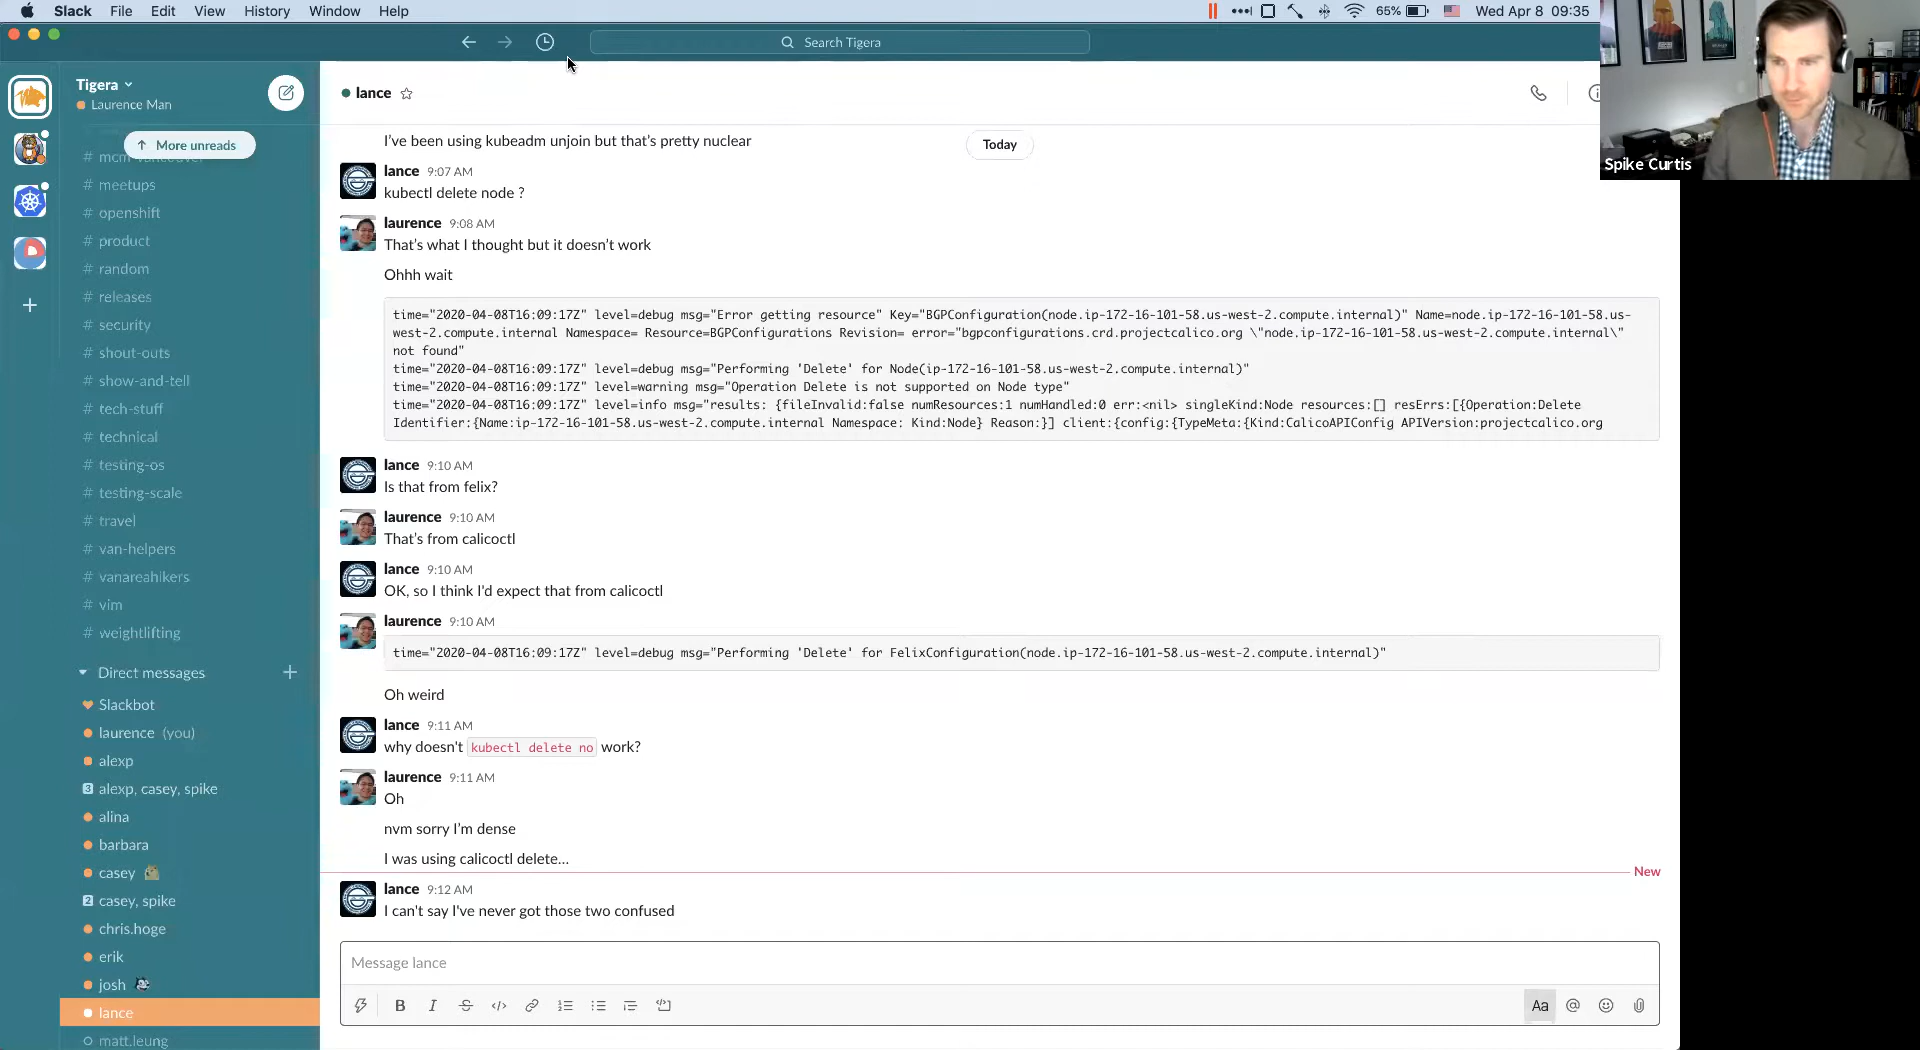 Slack File Edit View History Window Help
65% Wed Apr 8 09:35
Search Tigera
Tigera
Laurence Man
More unreads
# meetups
# openshift
# product
# random
# releases
# security
# shout-outs
# show-and-tell
# tech-stuff
# technical
# testing-os
# testing-scale
# travel
# van-helpers
# vanareahikers
# vim
# weightlifting
Direct messages
Slackbot
laurence (you)
alexp
3 alexp, casey, spike
alina
barbara
casey
2 casey, spike
chris.hoge
erik
josh
lance
matt.leung
lance
I've been using kubeadm unjoin but that's pretty nuclear
Today
lance 9:07 AM
kubectl delete node ?
laurence 9:08 AM
That's what I thought but it doesn't work
Ohhh wait
time="2020-04-08T16:09:17Z" level=debug msg="Error getting resource" Key="BGPConfiguration(node.ip-172-16-101-58.us-west-2.compute.internal)" Name=node.ip-172-16-101-58.us-
west-2.compute.internal Namespace= Resource=BGPConfigurations Revision= error="bgpconfigurations.crd.projectcalico.org \"node.ip-172-16-101-58.us-west-2.compute.internal\"
not found"
time="2020-04-08T16:09:17Z" level=debug msg="Performing 'Delete' for Node(ip-172-16-101-58.us-west-2.compute.internal)"
time="2020-04-08T16:09:17Z" level=warning msg="Operation Delete is not supported on Node type"
time="2020-04-08T16:09:17Z" level=info msg="results: {fileInvalid:false numResources:1 numHandled:0 err:<nil> singleKind:Node resources:[] resErrs:[{Operation:Delete
Identifier:{Name:ip-172-16-101-58.us-west-2.compute.internal Namespace: Kind:Node} Reason:}] client:{config:{TypeMeta:{Kind:CalicoAPIConfig APIVersion:projectcalico.org
lance 9:10 AM
Is that from felix?
laurence 9:10 AM
That's from calicoctl
lance 9:10 AM
OK, so I think I'd expect that from calicoctl
laurence 9:10 AM
time="2020-04-08T16:09:17Z" level=debug msg="Performing 'Delete' for FelixConfiguration(node.ip-172-16-101-58.us-west-2.compute.internal)"
Oh weird
lance 9:11 AM
why doesn't kubectl delete no work?
laurence 9:11 AM
Oh
nvm sorry I'm dense
I was using calicoctl delete...
New
lance 9:12 AM
I can't say I've never got those two confused
Message lance
B I S Aa @
Spike Curtis